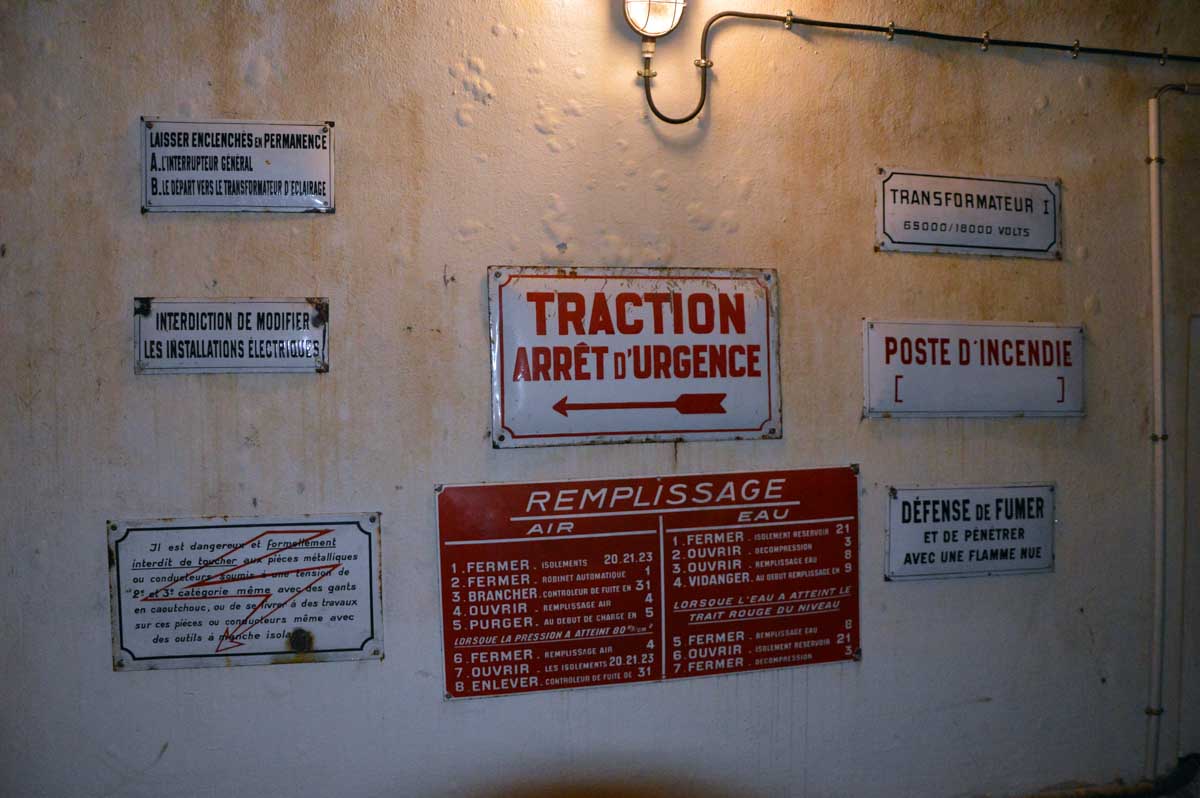 LAISSER ENCLENCHÉS EN PERMANENCE
A. L'INTERRUPTEUR GÉNÉRAL
B. LE DÉPART VERS LE TRANSFORMATEUR D'ECLAIRAGE
INTERDICTION DE MODIFIER
LES INSTALLATIONS ÉLECTRIQUES
Il est dangereux et formellement
interdit de toucher aux pièces métalliques
ou conducteurs soumis à une tension de
"2e et 3e catégorie même avec des gants
en caoutchouc, ou de se livrer à des travaux
sur ces pièces ou conducteurs même avec
des outils à manche isolant
TRACTION
ARRÊT D'URGENCE
REMPLISSAGE
AIR
1. FERMER. ISOLEMENTS 20.21.23
2. FERMER. ROBINET AUTOMATIQUE 1
3. BRANCHER. CONTROLEUR DE FUITE EN 31
4. OUVRIR. REMPLISSAGE AIR 4
5. PURGER. AU DEBUT DE CHARGE EN 5
LORSQUE LA PRESSION A ATTEINT 80 KG/CM²
6. FERMER. REMPLISSAGE AIR 4
7. OUVRIR. LES ISOLEMENTS 20.21.23
8. ENLEVER. CONTROLEUR DE FUITE DE 31
EAU
1. FERMER. ISOLEMENT RESERVOIR 21
2. OUVRIR. DECOMPRESSION 3
3. OUVRIR. REMPLISSAGE EAU 8
4. VIDANGER. AU DEBUT REMPLISSAGE EN 9
LORSQUE L'EAU A ATTEINT LE
TRAIT ROUGE DU NIVEAU
5. FERMER. REMPLISSAGE EAU 8
6. OUVRIR. ISOLEMENT RESERVOIR 21
7. FERMER. DECOMPRESSION 3
TRANSFORMATEUR I
65000/18000 VOLTS
POSTE D'INCENDIE
[ ]
DÉFENSE DE FUMER
ET DE PÉNÉTRER
AVEC UNE FLAMME NUE